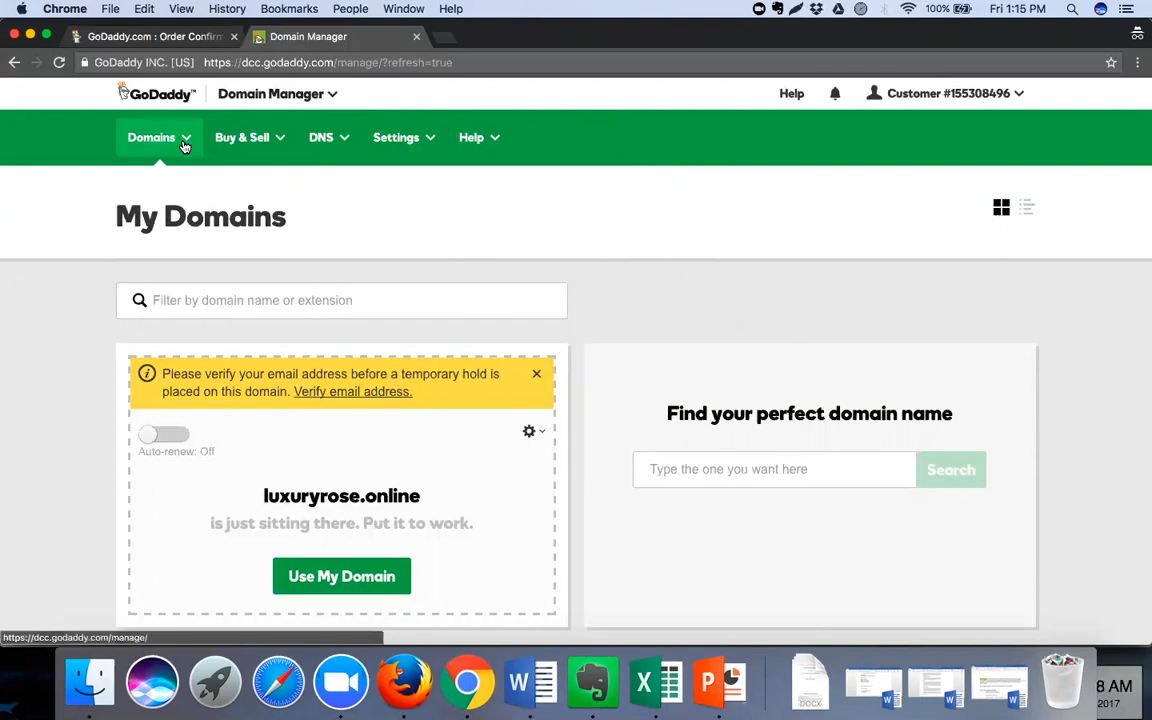 Chrome File Edit View History Bookmarks People Window Help 100% Fri 1:15 PM
GoDaddy.com : Order Confirm Domain Manager
GoDaddy INC. [US] https://dcc.godaddy.com/manage/?refresh=true
GoDaddy™ Domain Manager Help Customer #155308496
Domains Buy & Sell DNS Settings Help
My Domains
Filter by domain name or extension
Please verify your email address before a temporary hold is
placed on this domain. Verify email address.
Auto-renew: Off
luxuryrose.online
is just sitting there. Put it to work.
Use My Domain
Find your perfect domain name
Type the one you want here Search
https://dcc.godaddy.com/manage/
W X P DOCX W W W
8 AM
2017